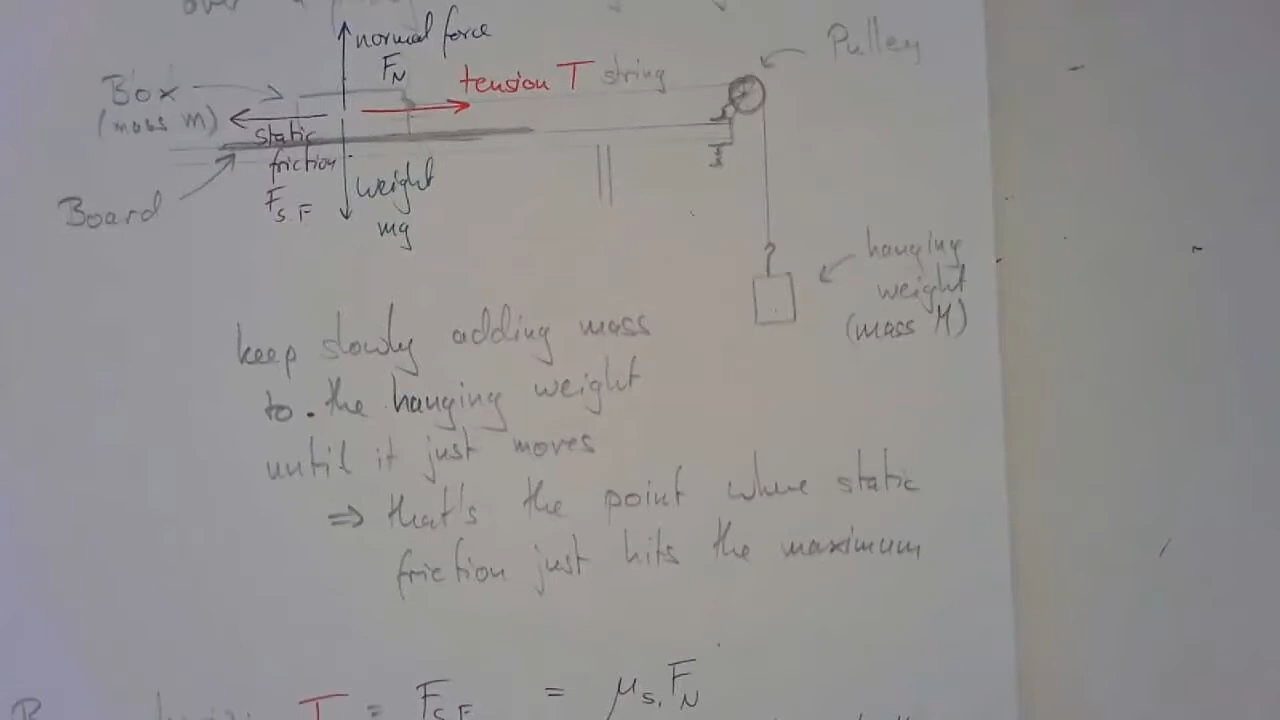 over a
normal force
F_N
tension T string
Pulley
Box
(mass m)
static
friction
F_S.F
Board
weight
mg
hanging
weight
(mass M)
keep slowly adding mass
to the hanging weight
until it just moves
⇒ that's the point where static
friction just hits the maximum
T = F_S.F = μ_s. F_N